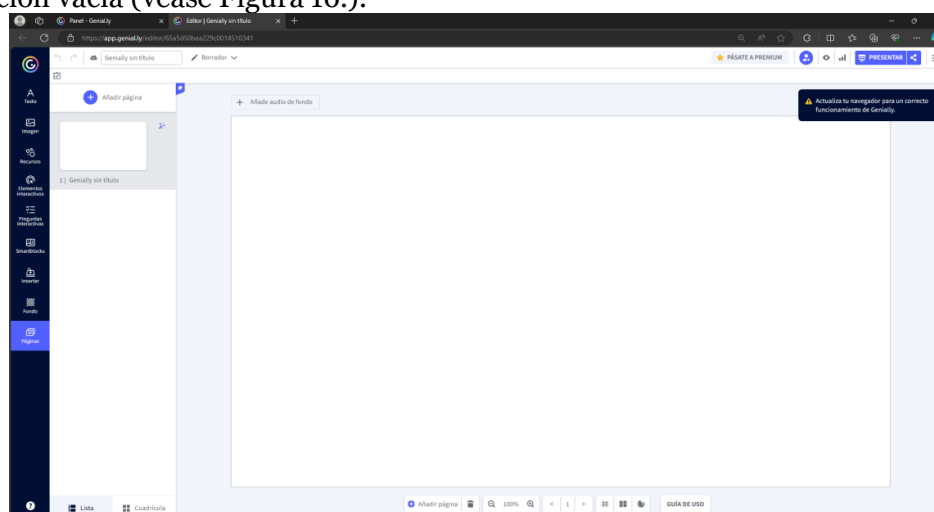 ción vacía (véase Figura 16.).
Panel - Genial.ly
Editor | Genially sin título
https://app.genial.ly/editor/65a5d50bea229c0014510341
Genially sin título
Borrador
PÁSATE A PREMIUM
PRESENTAR
Texto
Añadir página
Añade audio de fondo
Actualiza tu navegador para un correcto
funcionamiento de Genially.
Imagen
Recursos
1 | Genially sin título
Elementos
interactivos
Preguntas
interactivas
Smartblocks
Insertar
Fondo
Páginas
Lista
Cuadrícula
Añadir página
100%
1
GUÍA DE USO